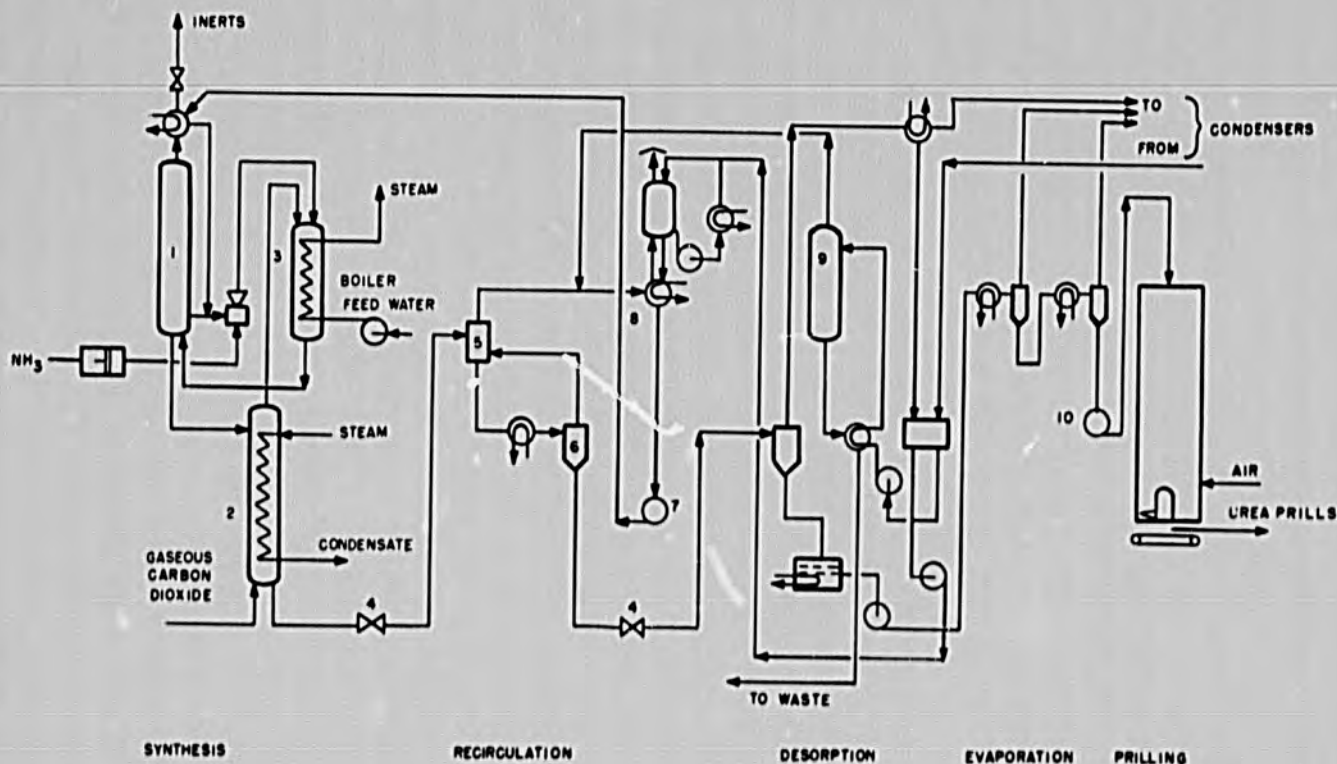 INERTS
TO
FROM
CONDENSERS
1
3
STEAM
BOILER
FEED WATER
9
8
5
NH3
STEAM
6
10
AIR
UREA PRILLS
2
7
CONDENSATE
GASEOUS
CARBON
DIOXIDE
4
4
TO WASTE
SYNTHESIS
RECIRCULATION
DESORPTION
EVAPORATION
PRILLING